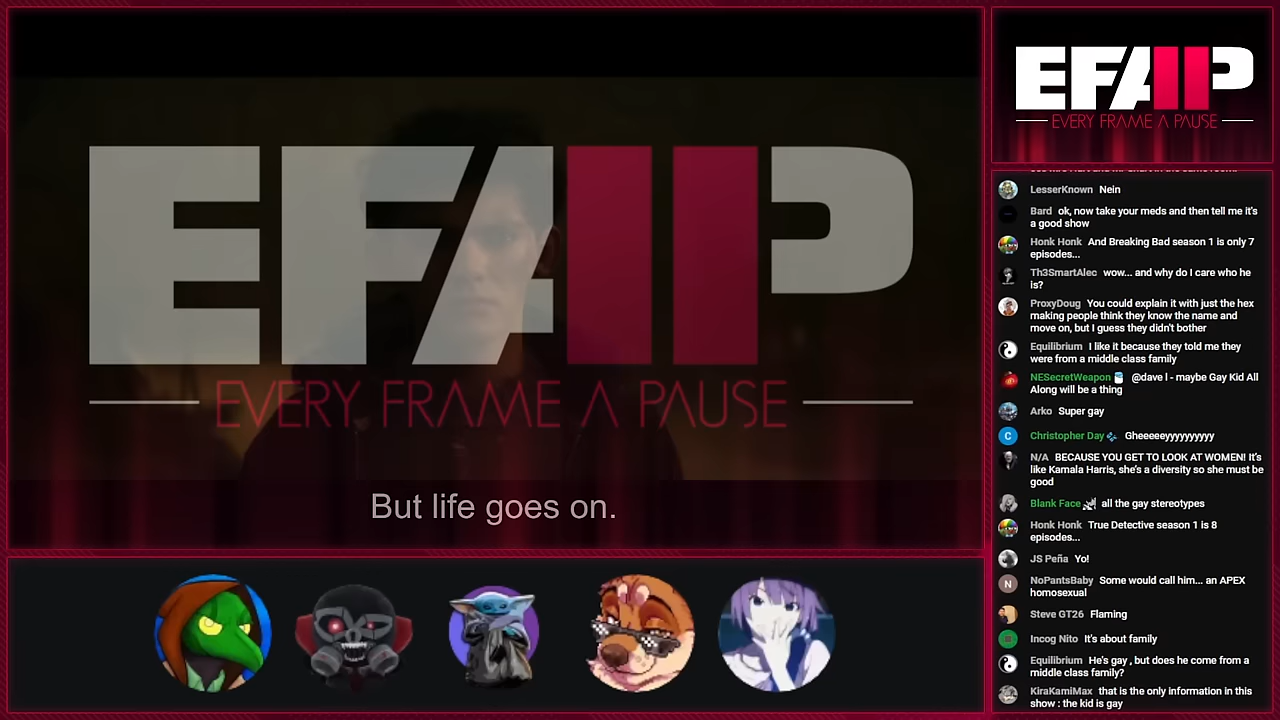 EFAP
EVERY FRAME A PAUSE
But life goes on.
EFAP
EVERY FRAME A PAUSE
LesserKnown Nein
Bard ok, now take your meds and then tell me it's
a good show
Honk Honk And Breaking Bad season 1 is only 7
episodes...
Th3SmartAlec wow... and why do I care who he
is?
ProxyDoug You could explain it with just the hex
making people think they know the name and
move on, but I guess they didn't bother
Equilibrium I like it because they told me they
were from a middle class family
NESecretWeapon @dave l - maybe Gay Kid All
Along will be a thing
Arko Super gay
C Christopher Day Gheeeeeyyyyyyyyyy
N/A BECAUSE YOU GET TO LOOK AT WOMEN! It's
like Kamala Harris, she's a diversity so she must be
good
Blank Face all the gay stereotypes
Honk Honk True Detective season 1 is 8
episodes...
JS Peña Yo!
N NoPantsBaby Some would call him... an APEX
homosexual
Steve GT26 Flaming
Incog Nito It's about family
Equilibrium He's gay , but does he come from a
middle class family?
KiraKamiMax that is the only information in this
show : the kid is gay